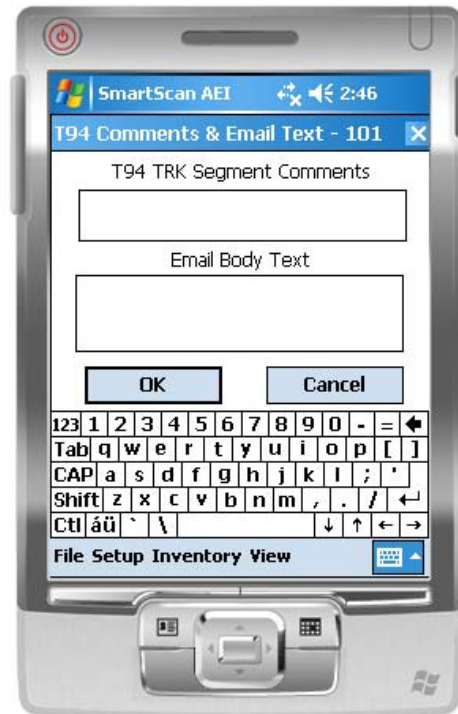 SmartScan AEI 2:46
T94 Comments & Email Text - 101
T94 TRK Segment Comments
Email Body Text
OK Cancel
123 1 2 3 4 5 6 7 8 9 0 - =
Tab q w e r t y u i o p [ ]
CAP a s d f g h j k l ; '
Shift z x c v b n m , . /
Ctl áü ` \
File Setup Inventory View